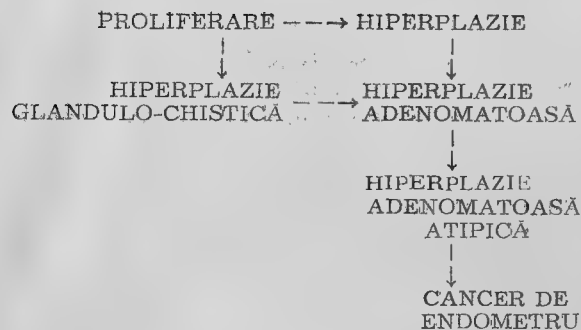 PROLIFERARE HIPERPLAZIE
HIPERPLAZIE HIPERPLAZIE
GLANDULO-CHISTICĂ ADENOMATOASĂ
HIPERPLAZIE
ADENOMATOASĂ
ATIPICĂ
CANCER DE
ENDOMETRU